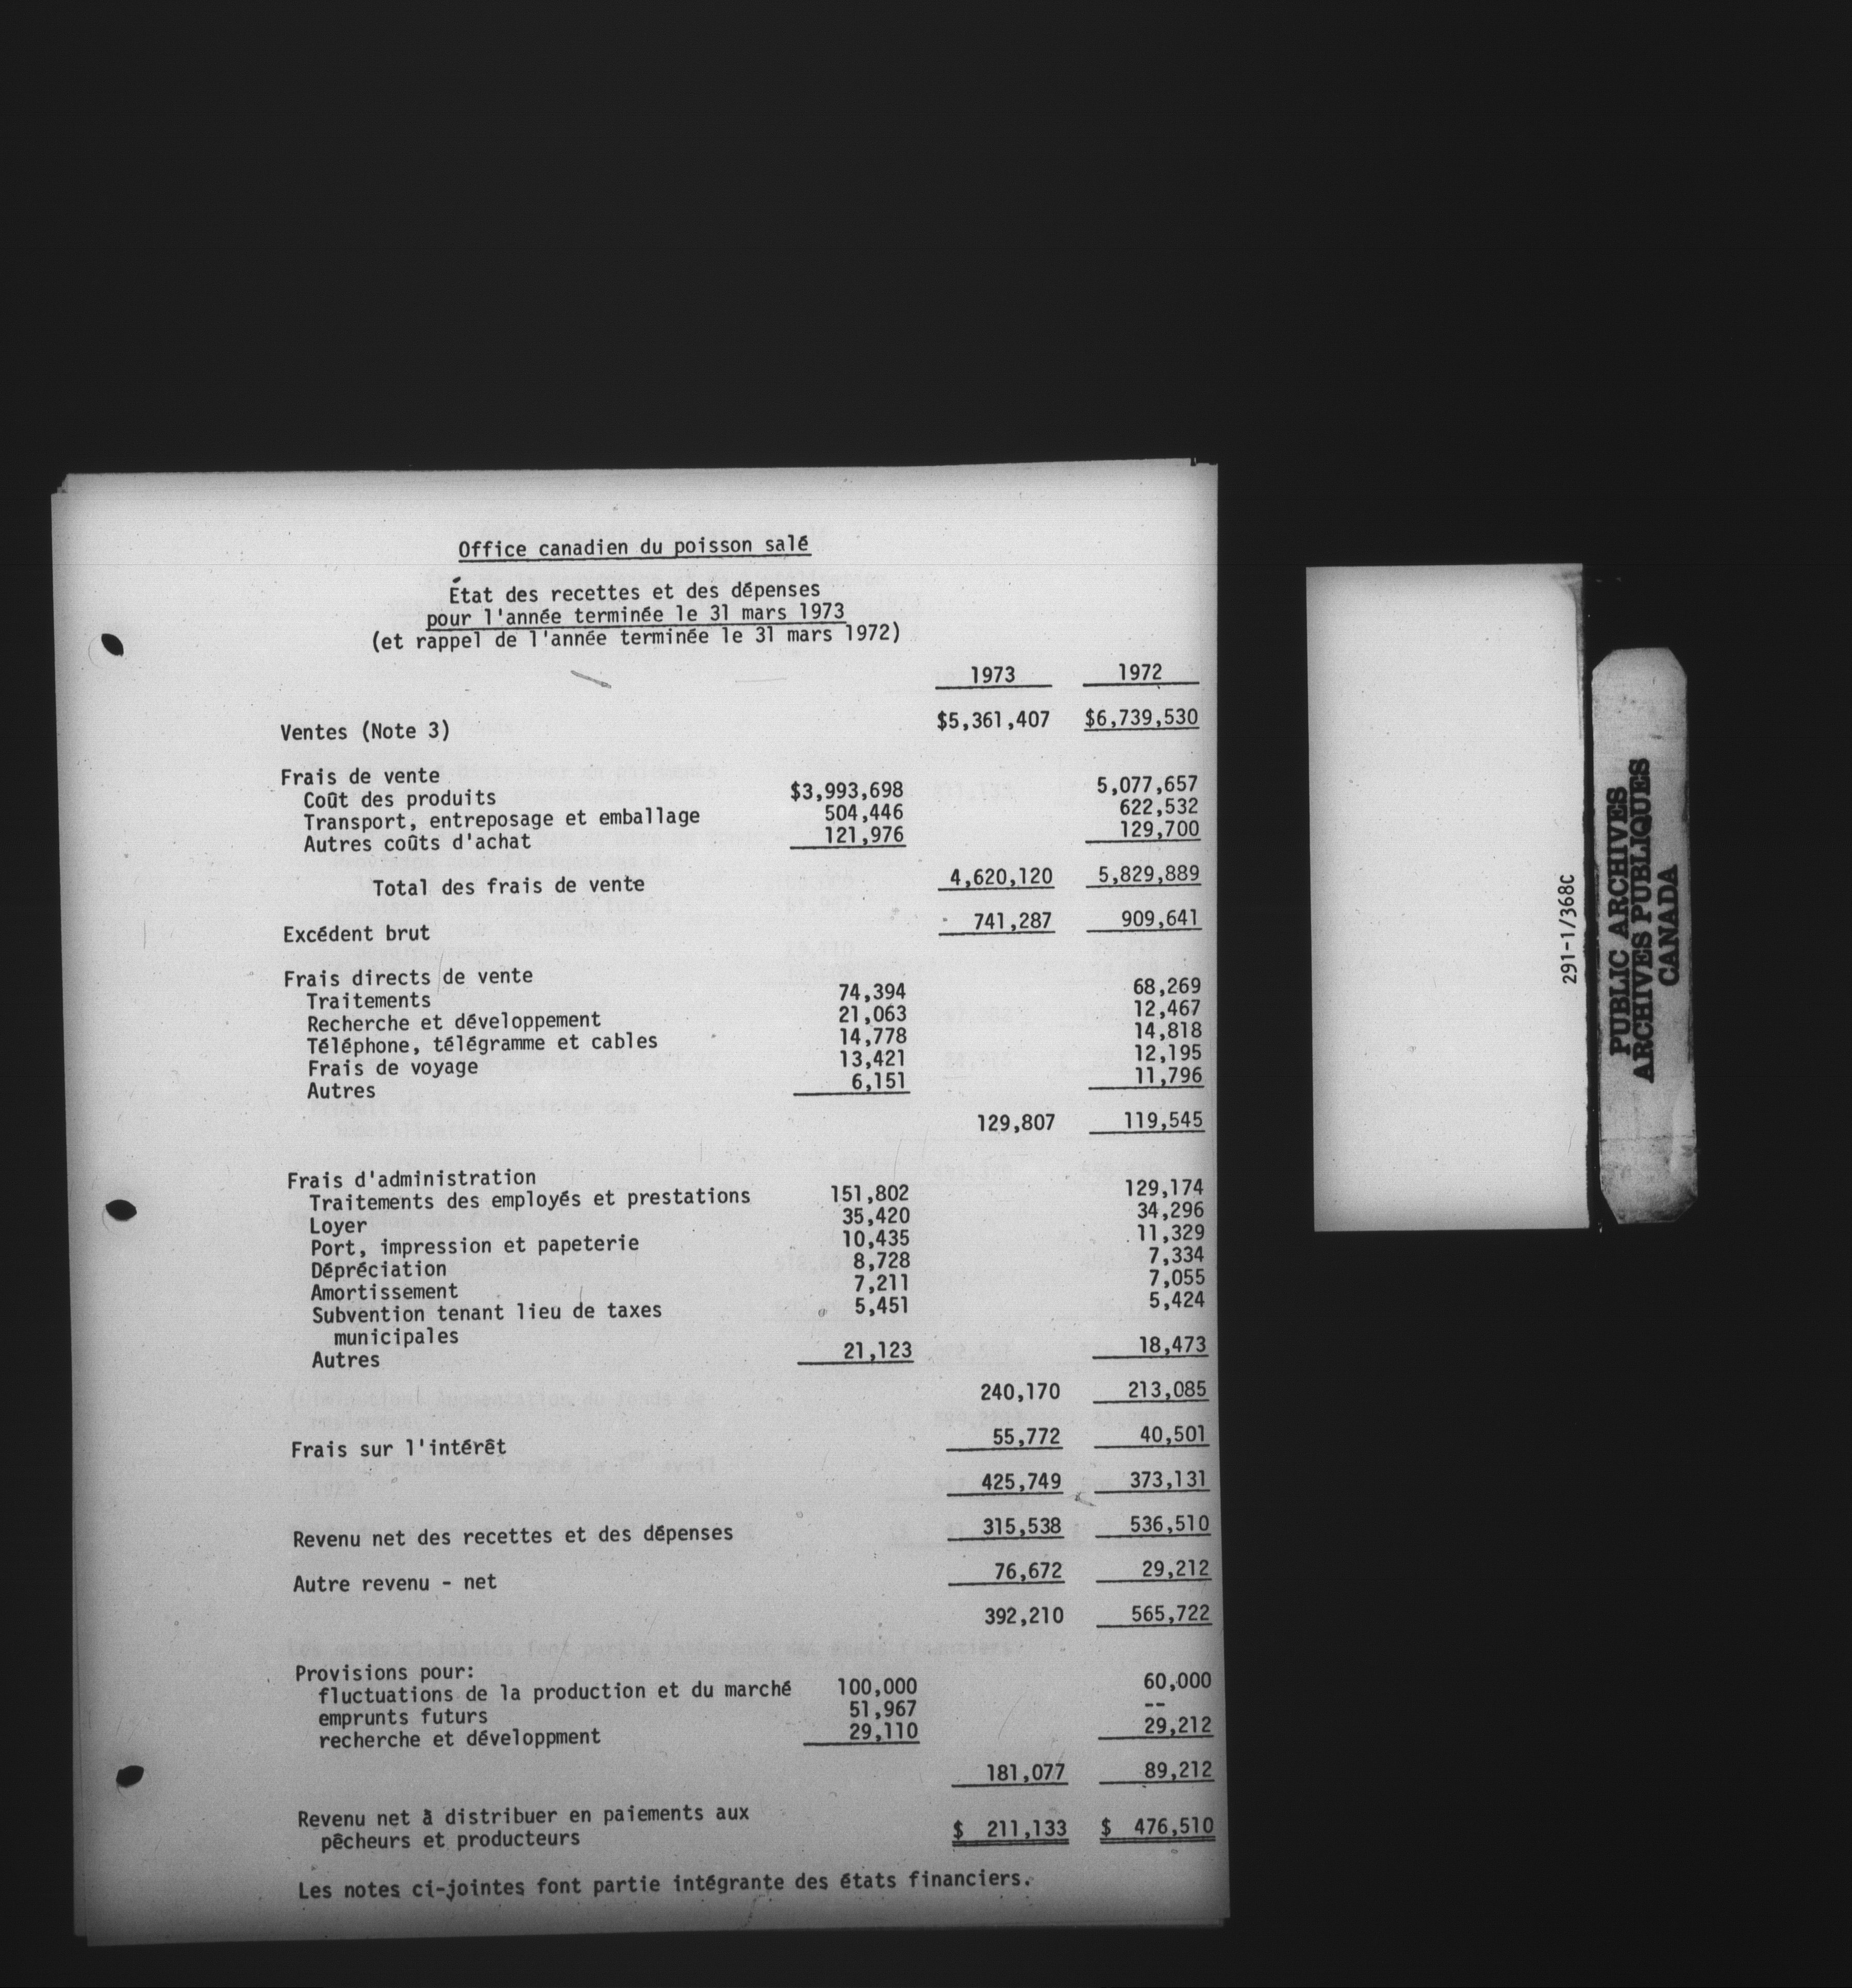 Office canadien du poisson salé
État des recettes et des dépenses
pour l'année terminée le 31 mars 1973
(et rappel de l'année terminée le 31 mars 1972)
1973 1972
Ventes (Note 3) $5,361,407 $6,739,530
Frais de vente
Coût des produits $3,993,698 5,077,657
Transport, entreposage et emballage 504,446 622,532
Autres coûts d'achat 121,976 129,700
Total des frais de vente 4,620,120 5,829,889
Excédent brut 741,287 909,641
Frais directs de vente
Traitements 74,394 68,269
Recherche et développement 21,063 12,467
Téléphone, télégramme et cables 14,778 14,818
Frais de voyage 13,421 12,195
Autres 6,151 11,796
129,807 119,545
Frais d'administration
Traitements des employés et prestations 151,802 129,174
Loyer 35,420 34,296
Port, impression et papeterie 10,435 11,329
Dépréciation 8,728 7,334
Amortissement 7,211 7,055
Subvention tenant lieu de taxes 5,451 5,424
municipales
Autres 21,123 18,473
240,170 213,085
Frais sur l'intérêt 55,772 40,501
425,749 373,131
Revenu net des recettes et des dépenses 315,538 536,510
Autre revenu - net 76,672 29,212
392,210 565,722
Provisions pour:
fluctuations de la production et du marché 100,000 60,000
emprunts futurs 51,967 --
recherche et développment 29,110 29,212
181,077 89,212
Revenu net à distribuer en paiements aux
pêcheurs et producteurs $ 211,133 $ 476,510
Les notes ci-jointes font partie intégrante des états financiers.
291-1/368C
PUBLIC ARCHIVES
ARCHIVES PUBLIQUES
CANADA